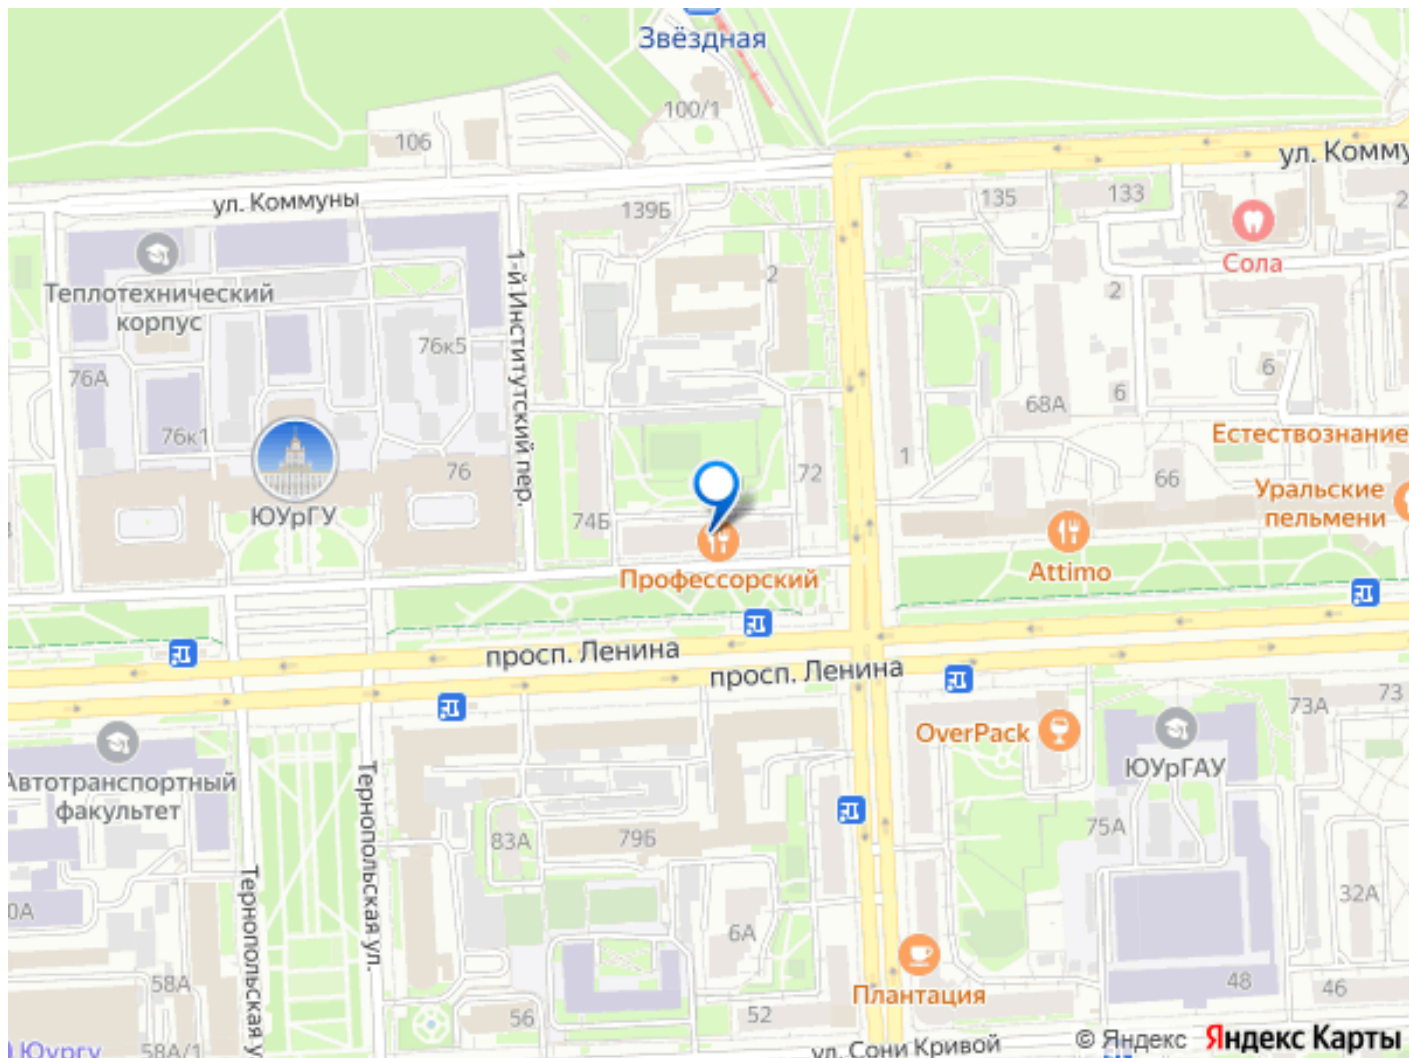 Звёздная
100/1
106
ул. Комму
ул. Коммуны
139Б
135
133
2
Сола
Теплотехнический
корпус
1-й Институтский пер.
2
2
76к5
76А
6
6
68А
76к1
Естествознание
1
72
76
66
Уральские
пельмени
ЮУрГУ
74Б
Профессорский
Attimo
просп. Ленина
просп. Ленина
73А
73
OverPack
ЮУрГАУ
Автотранспортный
факультет
Тернопольская ул.
83А
79Б
75А
Тернопольская у
0А
32А
6А
58А
Плантация
48
46
56
52
Юургу
58А/1
ул. Сони Кривой
© Яндекс Яндекс Карты